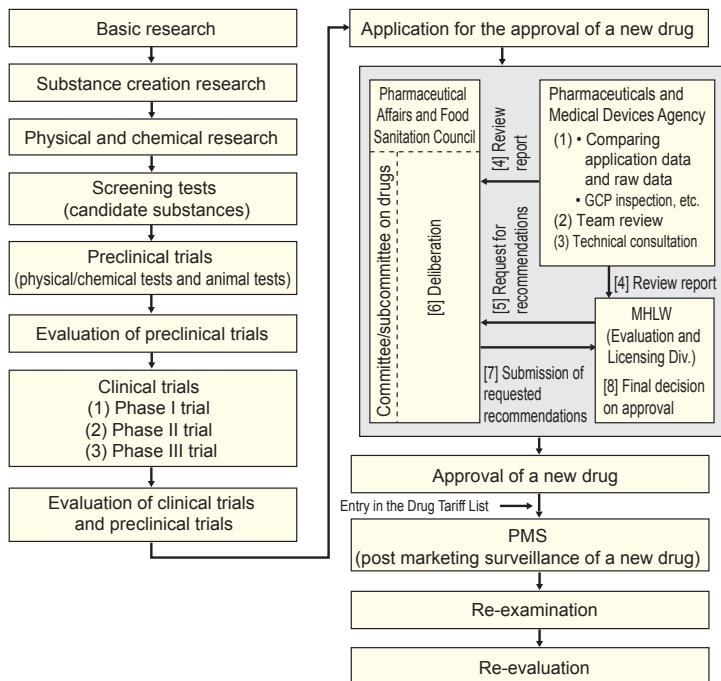 Basic research
Substance creation research
Physical and chemical research
Screening tests
(candidate substances)
Preclinical trials
(physical/chemical tests and animal tests)
Evaluation of preclinical trials
Clinical trials
(1) Phase I trial
(2) Phase II trial
(3) Phase III trial
Evaluation of clinical trials
and preclinical trials
Application for the approval of a new drug
Pharmaceutical
Affairs and Food
Sanitation Council
Committee/subcommittee on drugs
[6] Deliberation
[4] Review
report
[5] Request for
recommendations
Pharmaceuticals and
Medical Devices Agency
(1) • Comparing
application data
and raw data
• GCP inspection, etc.
(2) Team review
(3) Technical consultation
[4] Review report
MHLW
(Evaluation and
Licensing Div.)
[8] Final decision
on approval
[7] Submission of
requested
recommendations
Approval of a new drug
Entry in the Drug Tariff List
PMS
(post marketing surveillance of a new drug)
Re-examination
Re-evaluation